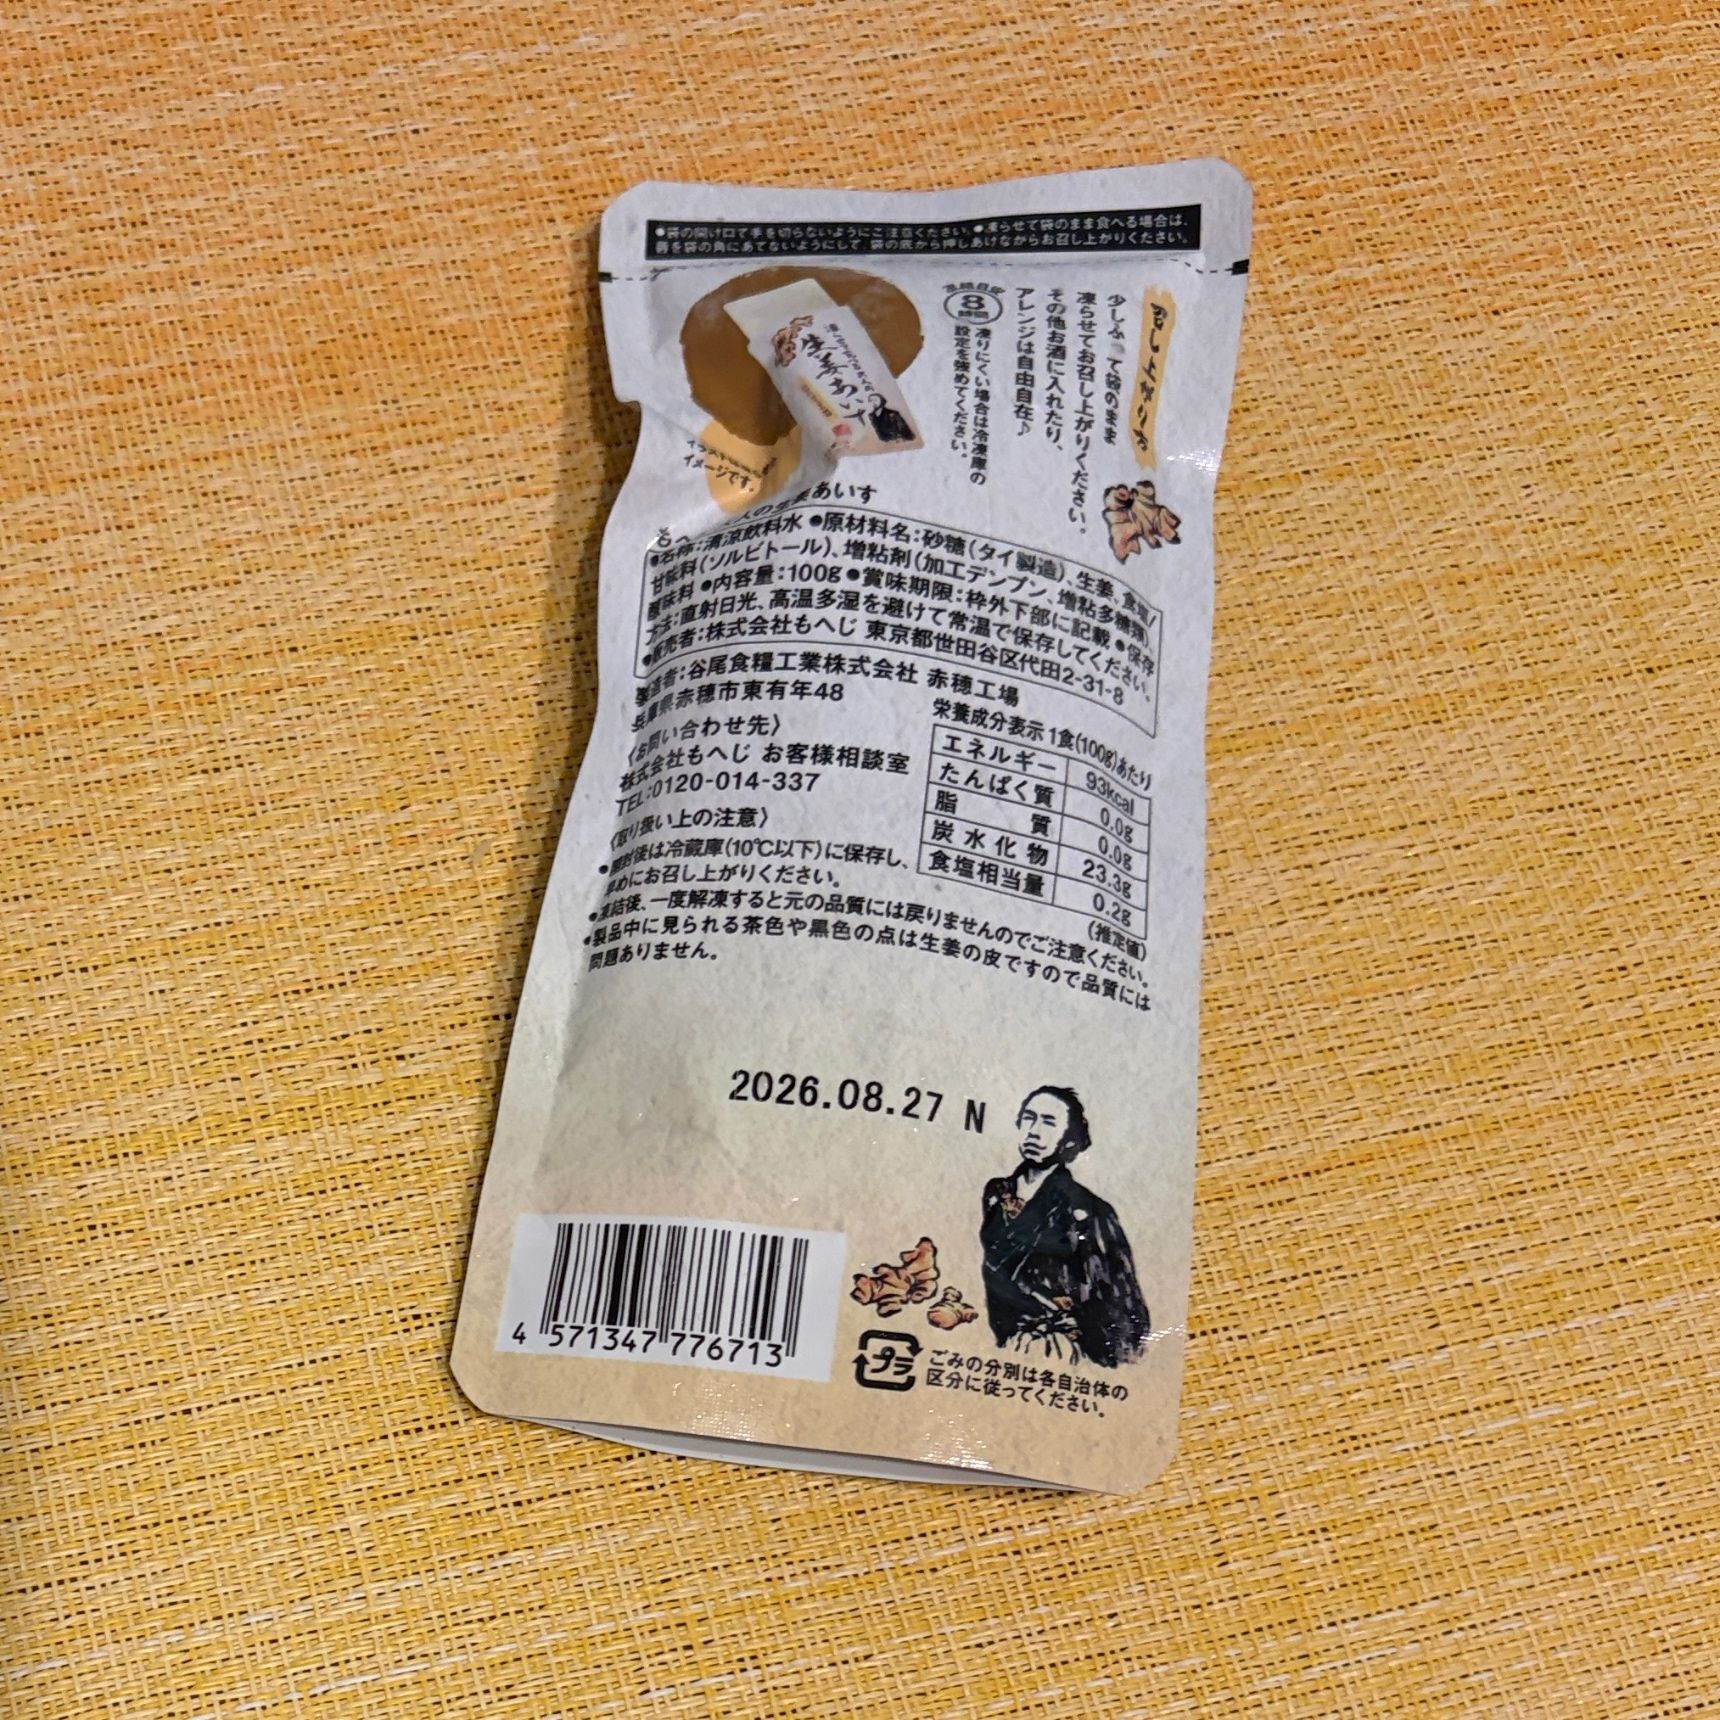 ●袋の開け口で手を切らないようにご注意ください。●凍らせて袋のまま食べる場合は、
唇を袋の角にあてないようにして、袋の底から押しあげながらお召し上がりください。
召し上がり方
少しふ て袋のまま
凍らせてお召し上がりください。
その他お酒に入れたり、
アレンジは自由自在♪
凍結目安
8
時間
凍りにくい場合は冷凍庫の
設定を強めてください。
生姜あいす
イメージです。
の生姜あいす
●名称:清涼飲料水 ●原材料名:砂糖(タイ製造)、生姜、食塩/
甘味料(ソルビトール)、増粘剤(加工デンプン、増粘多糖類)、
酸味料 ●内容量:100g ●賞味期限:枠外下部に記載 ●保存
方法:直射日光、高温多湿を避けて常温で保存してください。
●販売者:株式会社もへじ 東京都世田谷区代田2-31-8
製造者:谷尾食糧工業株式会社 赤穂工場
兵庫県赤穂市東有年48
〈お問い合わせ先〉
株式会社もへじ お客様相談室
TEL:0120-014-337
栄養成分表示 1食(100g)あたり
エネルギー 93kcal
たんぱく質 0.0g
脂質 0.0g
炭水化物 23.3g
食塩相当量 0.2g
(推定値)
〈取り扱い上の注意〉
●開封後は冷蔵庫(10℃以下)に保存し、
早めにお召し上がりください。
●凍結後、一度解凍すると元の品質には戻りませんのでご注意ください。
●製品中に見られる茶色や黒色の点は生姜の皮ですので品質には
問題ありません。
2026.08.27 N
4 571347 776713
プラ
ごみの分別は各自治体の
区分に従ってください。